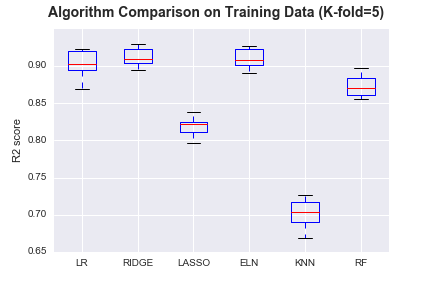 Algorithm Comparison on Training Data (K-fold=5)
R2 score
0.90
0.85
0.80
0.75
0.70
0.65
LR RIDGE LASSO ELN KNN RF